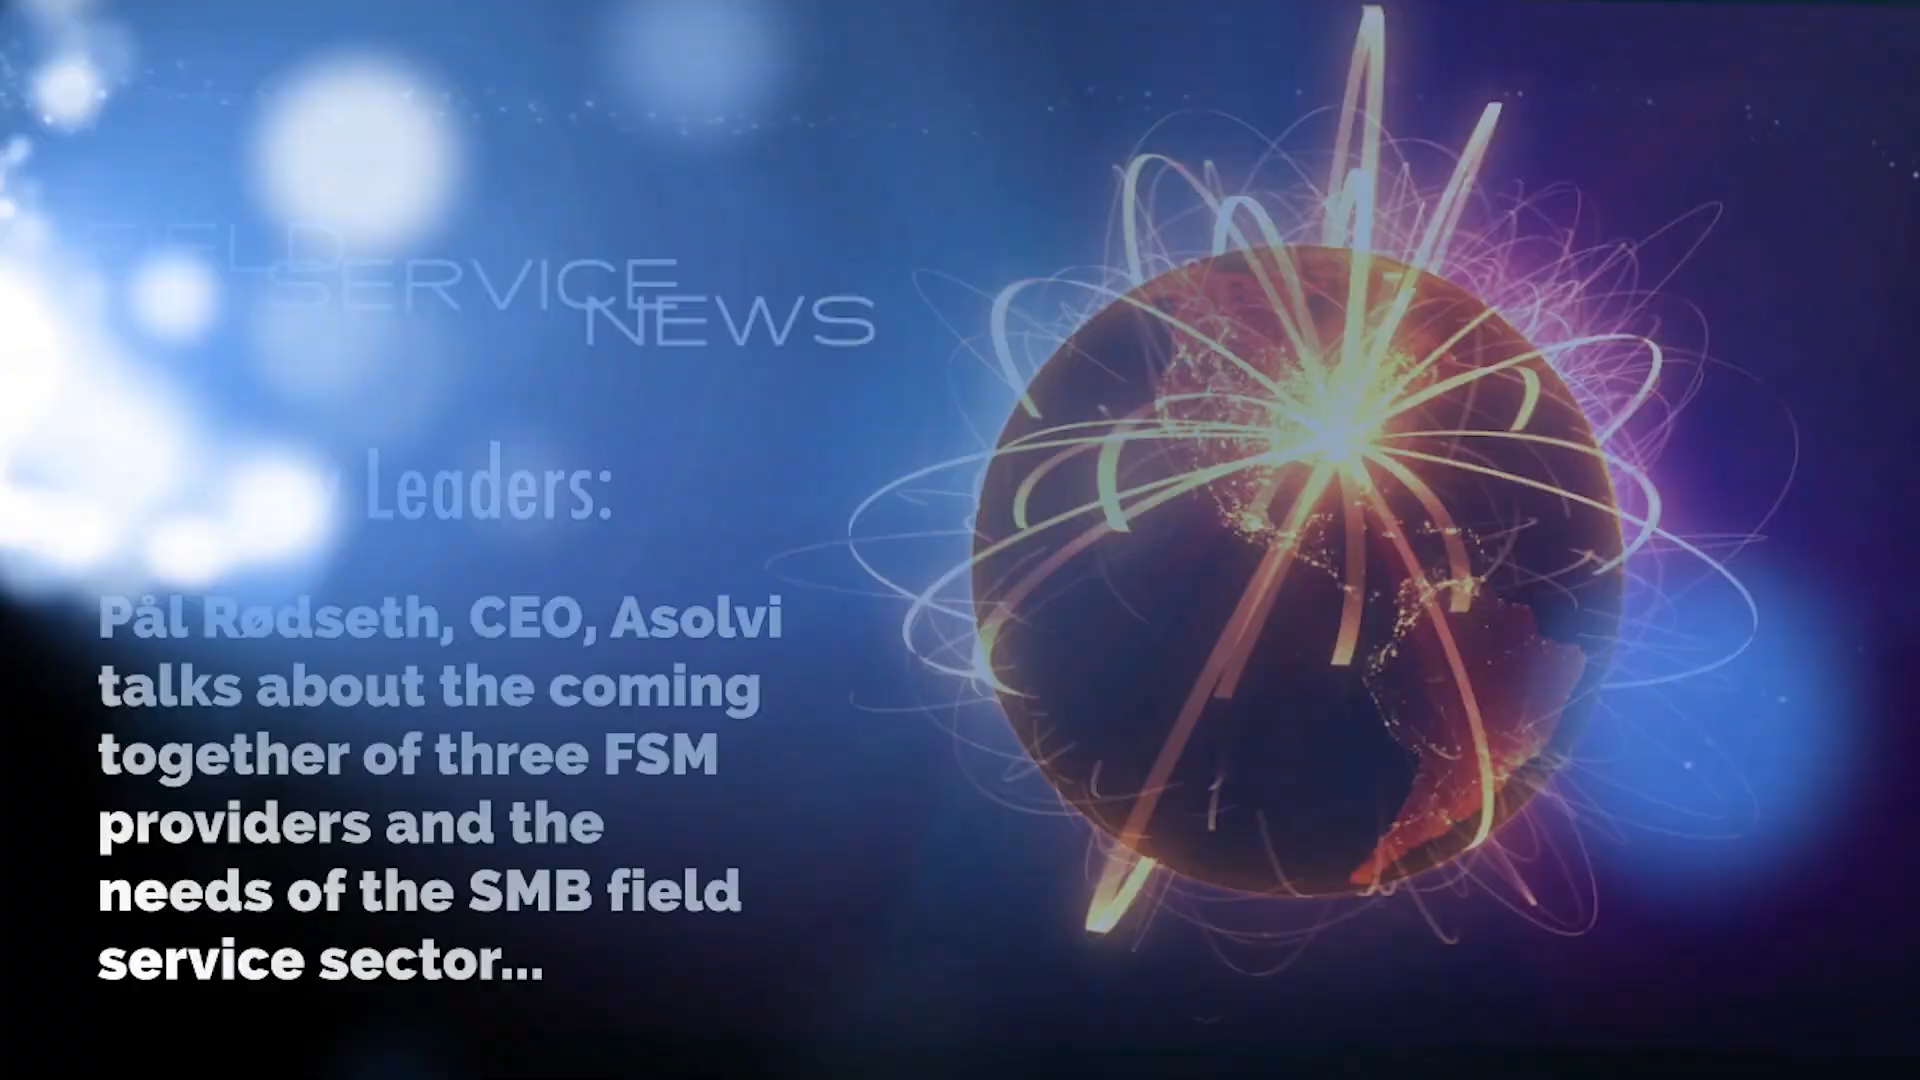 FIELD
SERVICE
NEWS
Leaders:
Pål Rødseth, CEO, Asolvi
talks about the coming
together of three FSM
providers and the
needs of the SMB field
service sector...